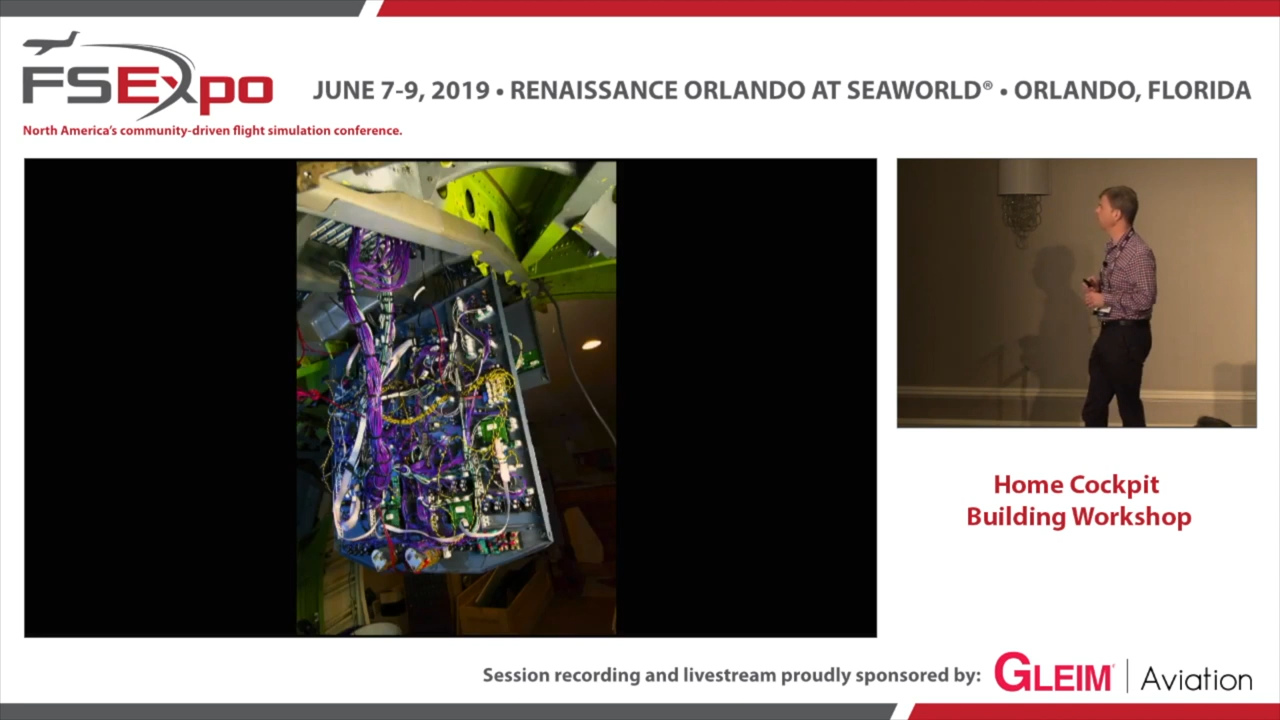 FSExpo
JUNE 7-9, 2019 • RENAISSANCE ORLANDO AT SEAWORLD® • ORLANDO, FLORIDA
North America's community-driven flight simulation conference.
Home Cockpit
Building Workshop
Session recording and livestream proudly sponsored by:
GLEIM | Aviation